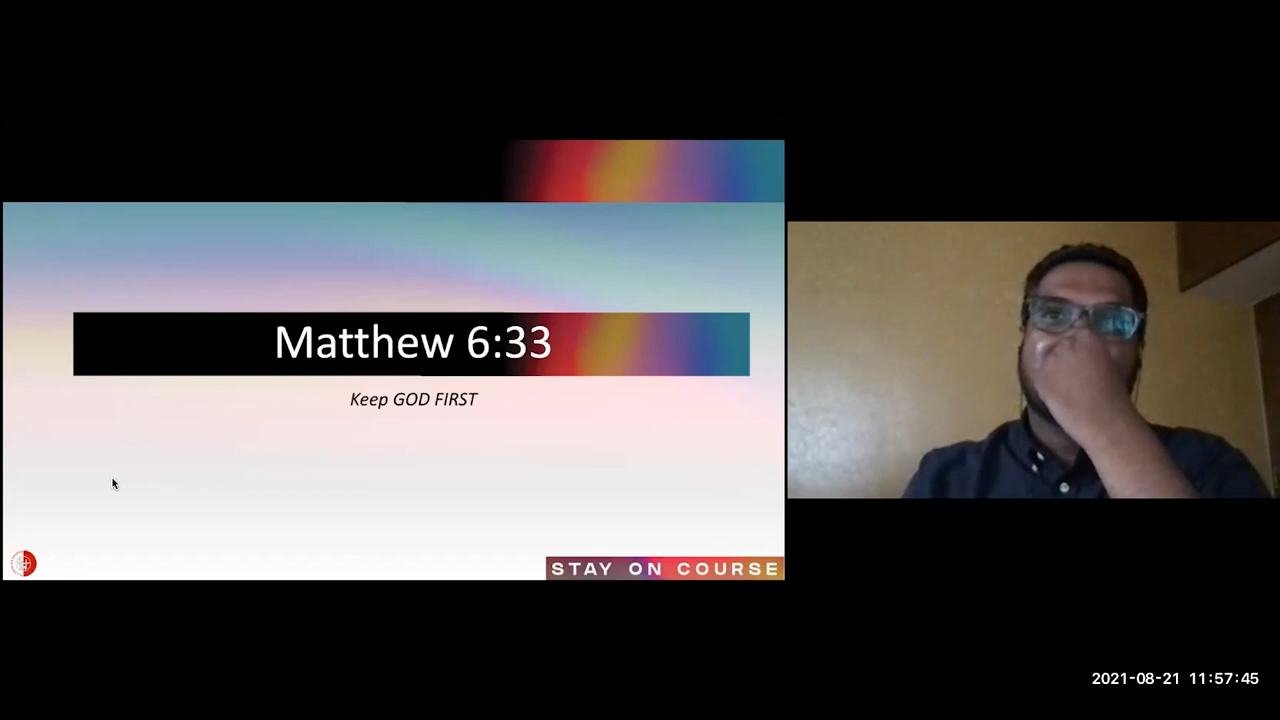 Matthew 6:33
Keep GOD FIRST
STAY ON COURSE
2021-08-21 11:57:45